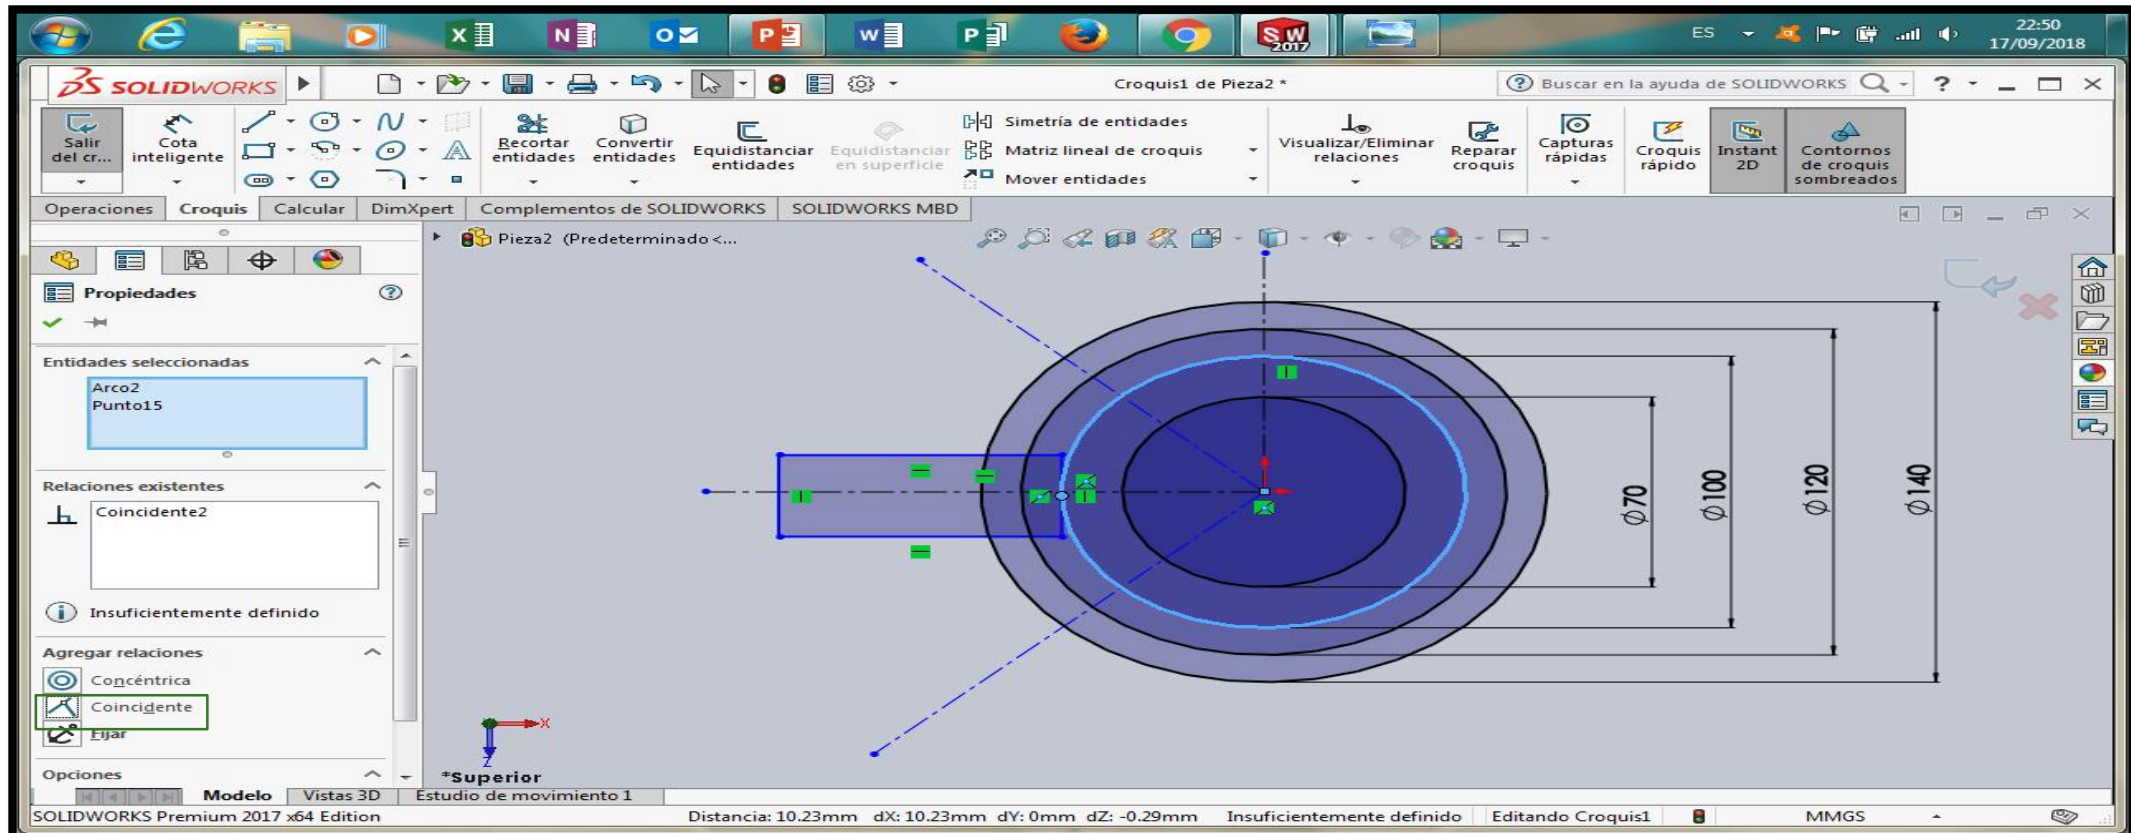 ES
22:50
17/09/2018
SOLIDWORKS
Croquis1 de Pieza2 *
Buscar en la ayuda de SOLIDWORKS
Salir
del cr...
Cota
inteligente
Recortar
entidades
Convertir
entidades
Equidistanciar
entidades
Equidistanciar
en superficie
Simetría de entidades
Matriz lineal de croquis
Mover entidades
Visualizar/Eliminar
relaciones
Reparar
croquis
Capturas
rápidas
Croquis
rápido
Instant
2D
Contornos
de croquis
sombreados
Operaciones Croquis Calcular DimXpert Complementos de SOLIDWORKS SOLIDWORKS MBD
Pieza2 (Predeterminado<...
Propiedades
Entidades seleccionadas
Arco2
Punto15
Relaciones existentes
Coincidente2
Insuficientemente definido
Agregar relaciones
Concéntrica
Coincidente
Fijar
Opciones
Ø70
Ø100
Ø120
Ø140
X
Z
*Superior
Modelo Vistas 3D Estudio de movimiento 1
SOLIDWORKS Premium 2017 x64 Edition
Distancia: 10.23mm dX: 10.23mm dY: 0mm dZ: -0.29mm Insuficientemente definido Editando Croquis1 MMGS